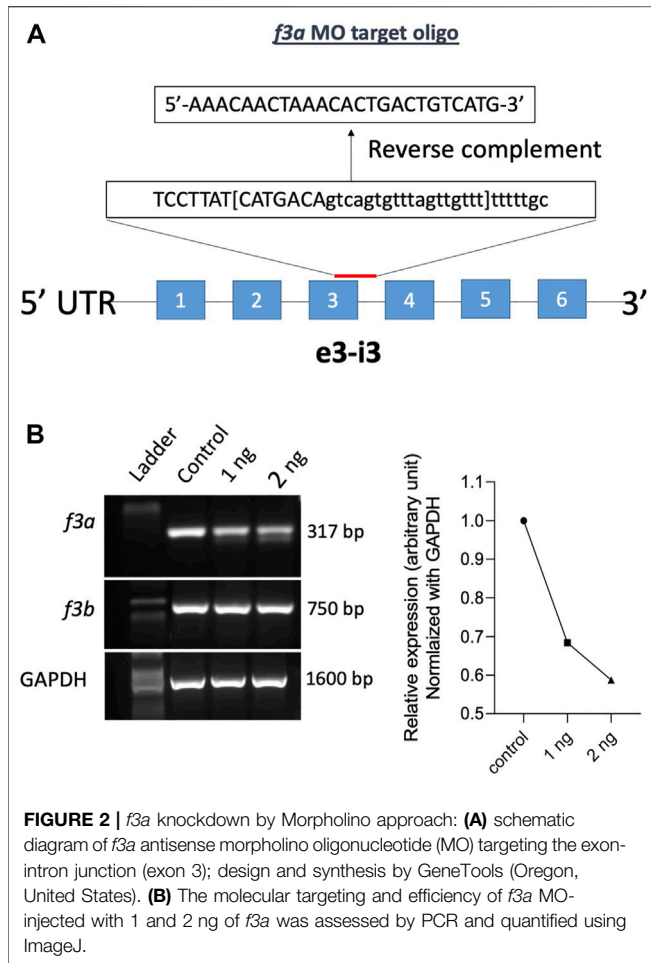 A
f3a MO target oligo
5'-AAACAACTAAACACTGACTGTCATG-3'
Reverse complement
TCCTTAT[CATGACAgtcagtgtttagttgttt]tttttgc
5' UTR 1 2 3 4 5 6 3'
e3-i3
B
Ladder Control 1 ng 2 ng
f3a 317 bp
f3b 750 bp
GAPDH 1600 bp
Relative expression (arbitrary unit)
Normlaized with GAPDH
1.1
1.0
0.9
0.8
0.7
0.6
0.5
control 1 ng 2 ng
FIGURE 2 | f3a knockdown by Morpholino approach: (A) schematic
diagram of f3a antisense morpholino oligonucleotide (MO) targeting the exon-
intron junction (exon 3); design and synthesis by GeneTools (Oregon,
United States). (B) The molecular targeting and efficiency of f3a MO-
injected with 1 and 2 ng of f3a was assessed by PCR and quantified using
ImageJ.